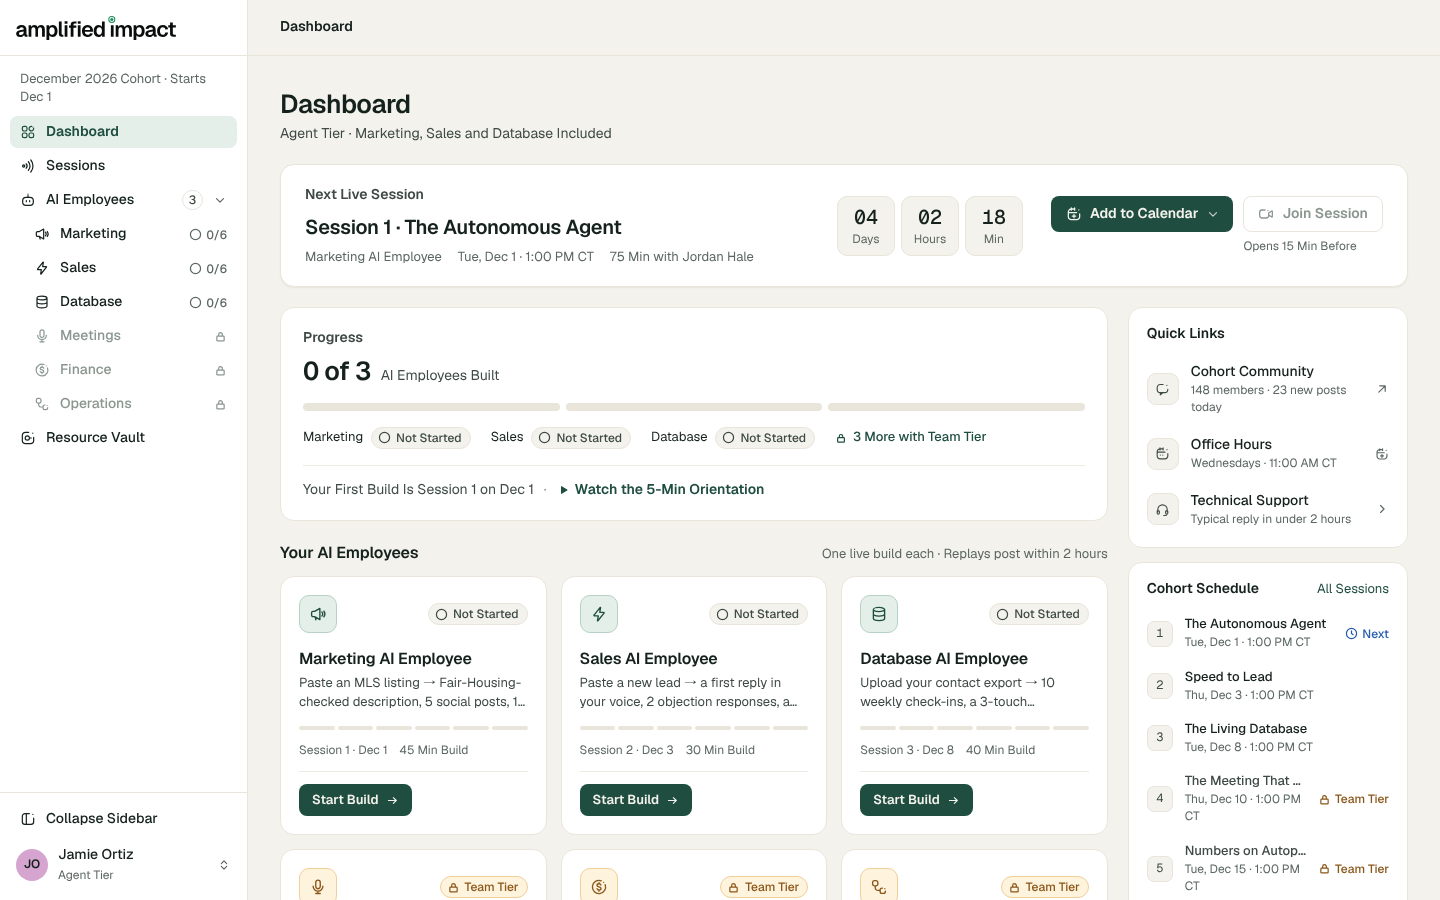 amplified impact
December 2026 Cohort · Starts
Dec 1
Dashboard
Sessions
AI Employees 3
Marketing 0/6
Sales 0/6
Database 0/6
Meetings
Finance
Operations
Resource Vault
Collapse Sidebar
JO
Jamie Ortiz
Agent Tier
Dashboard
Dashboard
Agent Tier · Marketing, Sales and Database Included
Next Live Session
Session 1 · The Autonomous Agent
Marketing AI Employee Tue, Dec 1 · 1:00 PM CT 75 Min with Jordan Hale
04 02 18
Days Hours Min
Add to Calendar
Join Session
Opens 15 Min Before
Progress
0 of 3 AI Employees Built
Marketing Not Started Sales Not Started Database Not Started 3 More with Team Tier
Your First Build Is Session 1 on Dec 1 · Watch the 5-Min Orientation
Your AI Employees
One live build each · Replays post within 2 hours
Not Started
Marketing AI Employee
Paste an MLS listing → Fair-Housing-
checked description, 5 social posts, 1...
Session 1 · Dec 1 45 Min Build
Start Build →
Not Started
Sales AI Employee
Paste a new lead → a first reply in
your voice, 2 objection responses, a...
Session 2 · Dec 3 30 Min Build
Start Build →
Not Started
Database AI Employee
Upload your contact export → 10
weekly check-ins, a 3-touch...
Session 3 · Dec 8 40 Min Build
Start Build →
Team Tier
Team Tier
Team Tier
Quick Links
Cohort Community
148 members · 23 new posts
today
Office Hours
Wednesdays · 11:00 AM CT
Technical Support
Typical reply in under 2 hours
Cohort Schedule All Sessions
1 The Autonomous Agent
Tue, Dec 1 · 1:00 PM CT
Next
2 Speed to Lead
Thu, Dec 3 · 1:00 PM CT
3 The Living Database
Tue, Dec 8 · 1:00 PM CT
4 The Meeting That ...
Thu, Dec 10 · 1:00 PM
CT
Team Tier
5 Numbers on Autop...
Tue, Dec 15 · 1:00 PM
CT
Team Tier